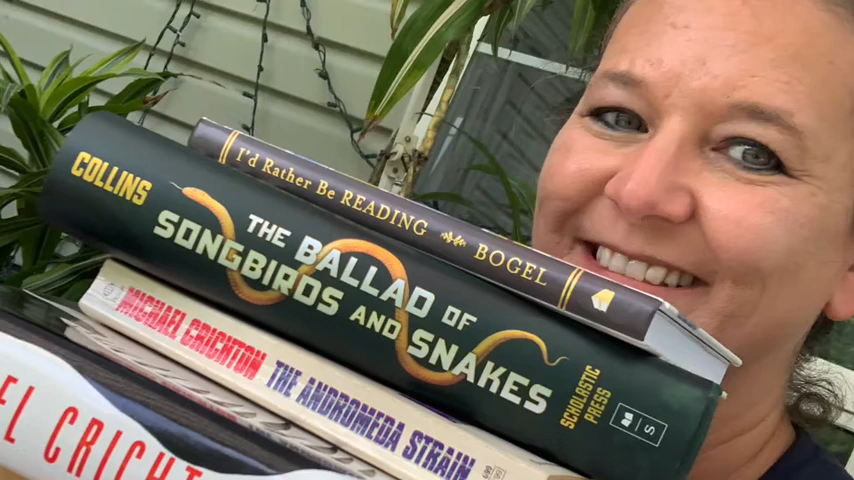 I'd Rather Be READING BOGEL
COLLINS THE BALLAD OF SONGBIRDS AND SNAKES SCHOLASTIC PRESS
MICHAEL CRICHTON THE ANDROMEDA STRAIN
EL CRICHT